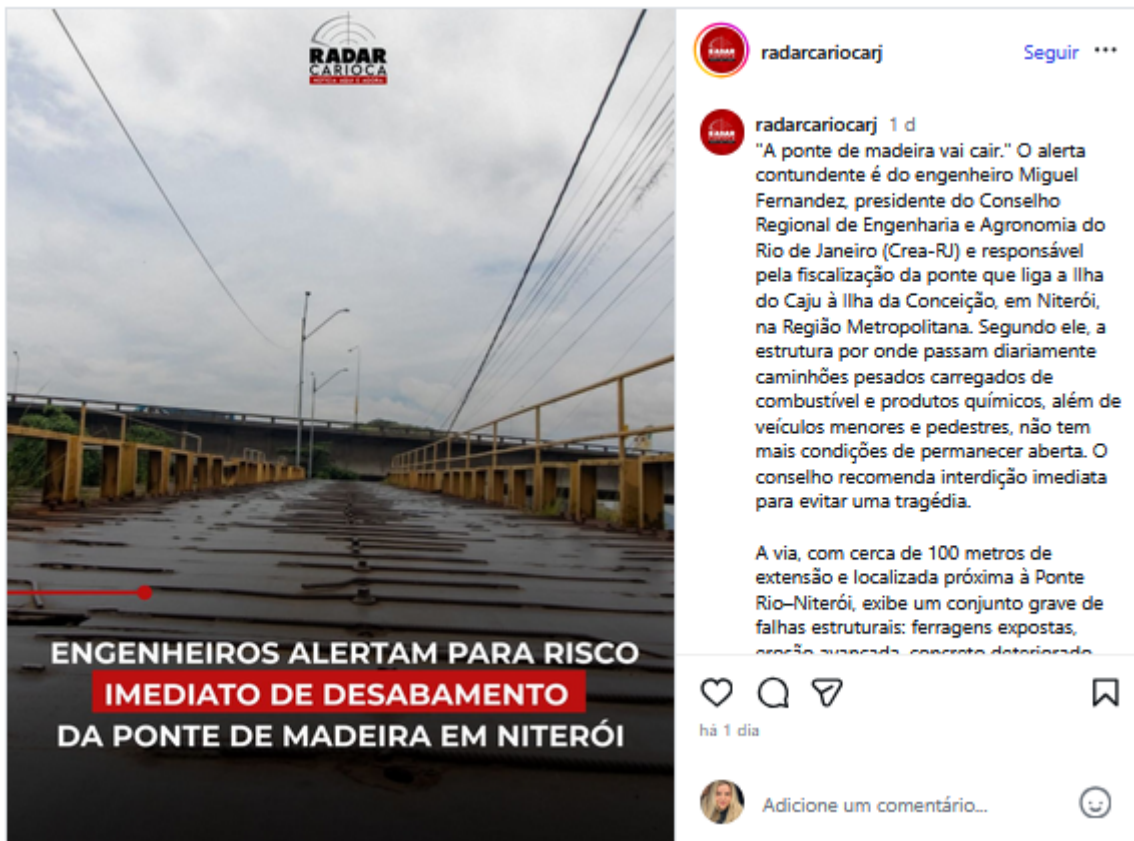 RADAR
CARIOCA
ENGENHEIROS ALERTAM PARA RISCO
IMEDIATO DE DESABAMENTO
DA PONTE DE MADEIRA EM NITERÓI
radarcariocarj Seguir
radarcariocarj 1 d
"A ponte de madeira vai cair." O alerta
contundente é do engenheiro Miguel
Fernandez, presidente do Conselho
Regional de Engenharia e Agronomia do
Rio de Janeiro (Crea-RJ) e responsável
pela fiscalização da ponte que liga a Ilha
do Caju à Ilha da Conceição, em Niterói,
na Região Metropolitana. Segundo ele, a
estrutura por onde passam diariamente
caminhões pesados carregados de
combustível e produtos químicos, além de
veículos menores e pedestres, não tem
mais condições de permanecer aberta. O
conselho recomenda interdição imediata
para evitar uma tragédia.
A via, com cerca de 100 metros de
extensão e localizada próxima à Ponte
Rio–Niterói, exibe um conjunto grave de
falhas estruturais: ferragens expostas,
erosão avançada, concreto deteriorado
há 1 dia
Adicione um comentário...